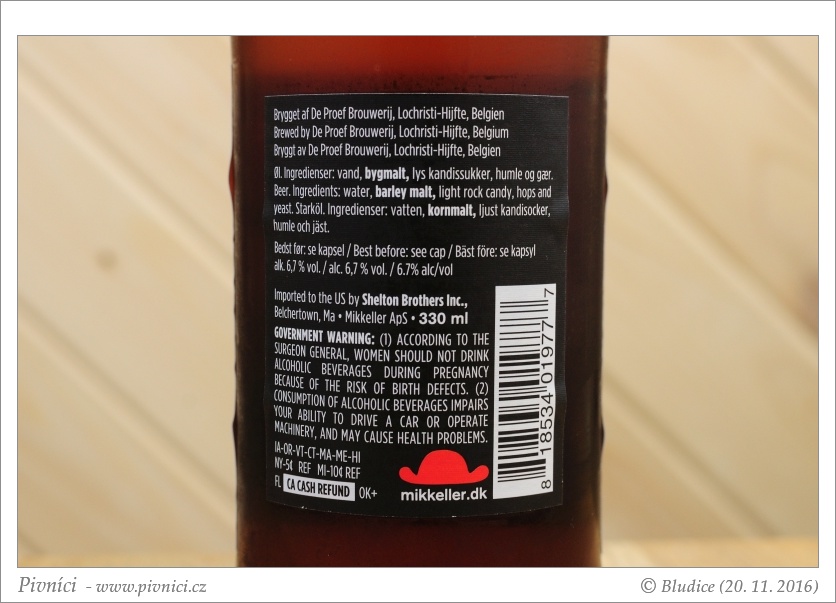 Brygget af De Proef Brouwerij, Lochristi-Hijfte, Belgien
Brewed by De Proef Brouwerij, Lochristi-Hijfte, Belgium
Bryggt av De Proef Brouwerij, Lochristi-Hijfte, Belgien
Øl. Ingredienser: vand, bygmalt, lys kandissukker, humle og gær.
Beer. Ingredients: water, barley malt, light rock candy, hops and
yeast. Starköl. Ingredienser: vatten, kornmalt, ljust kandisocker,
humle och jäst.
Bedst før: se kapsel / Best before: see cap / Bäst före: se kapsyl
alk. 6,7 % vol. / alc. 6,7 % vol. / 6.7% alc/vol
Imported to the US by Shelton Brothers Inc.,
Belchertown, Ma • Mikkeller ApS • 330 ml
GOVERNMENT WARNING: (1) ACCORDING TO THE
SURGEON GENERAL, WOMEN SHOULD NOT DRINK
ALCOHOLIC BEVERAGES DURING PREGNANCY
BECAUSE OF THE RISK OF BIRTH DEFECTS. (2)
CONSUMPTION OF ALCOHOLIC BEVERAGES IMPAIRS
YOUR ABILITY TO DRIVE A CAR OR OPERATE
MACHINERY, AND MAY CAUSE HEALTH PROBLEMS.
IA-OR-VT-CT-MA-ME-HI
NY-5¢ REF MI-10¢ REF
FL CA CASH REFUND OK+
mikkeller.dk
8 18534 01977 7
Pivníci - www.pivnici.cz
© Bludice (20. 11. 2016)